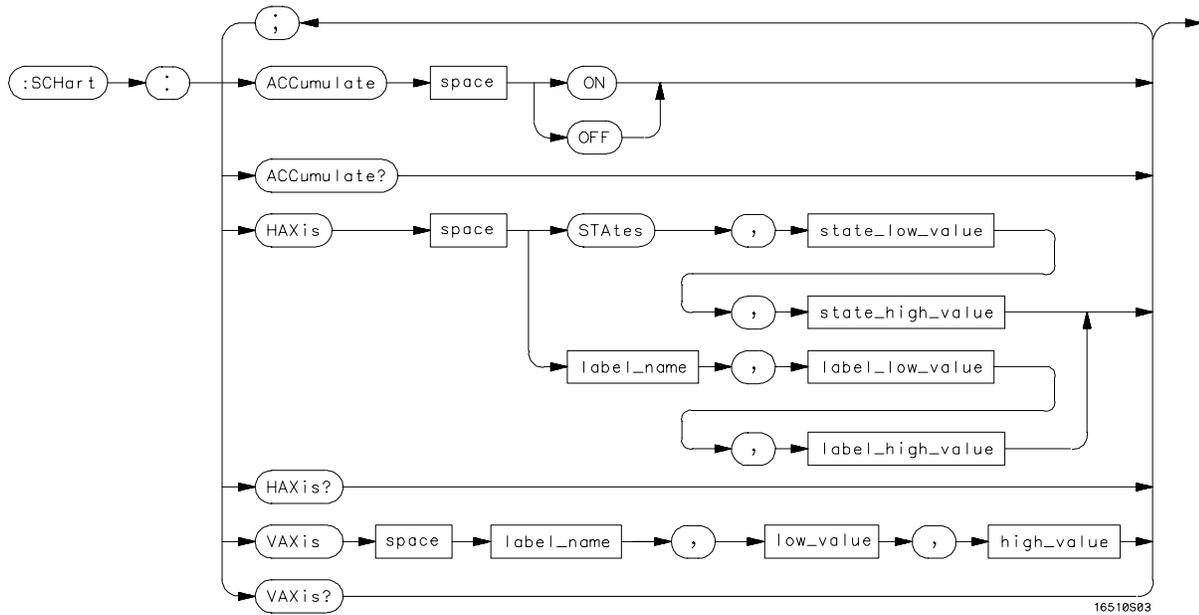 ;
:SCHart : ACCumulate space ON
OFF
ACCumulate?
HAXis space STAtes , state_low_value
, state_high_value
label_name , label_low_value
, label_high_value
HAXis?
VAXis space label_name , low_value , high_value
VAXis?
16510S03